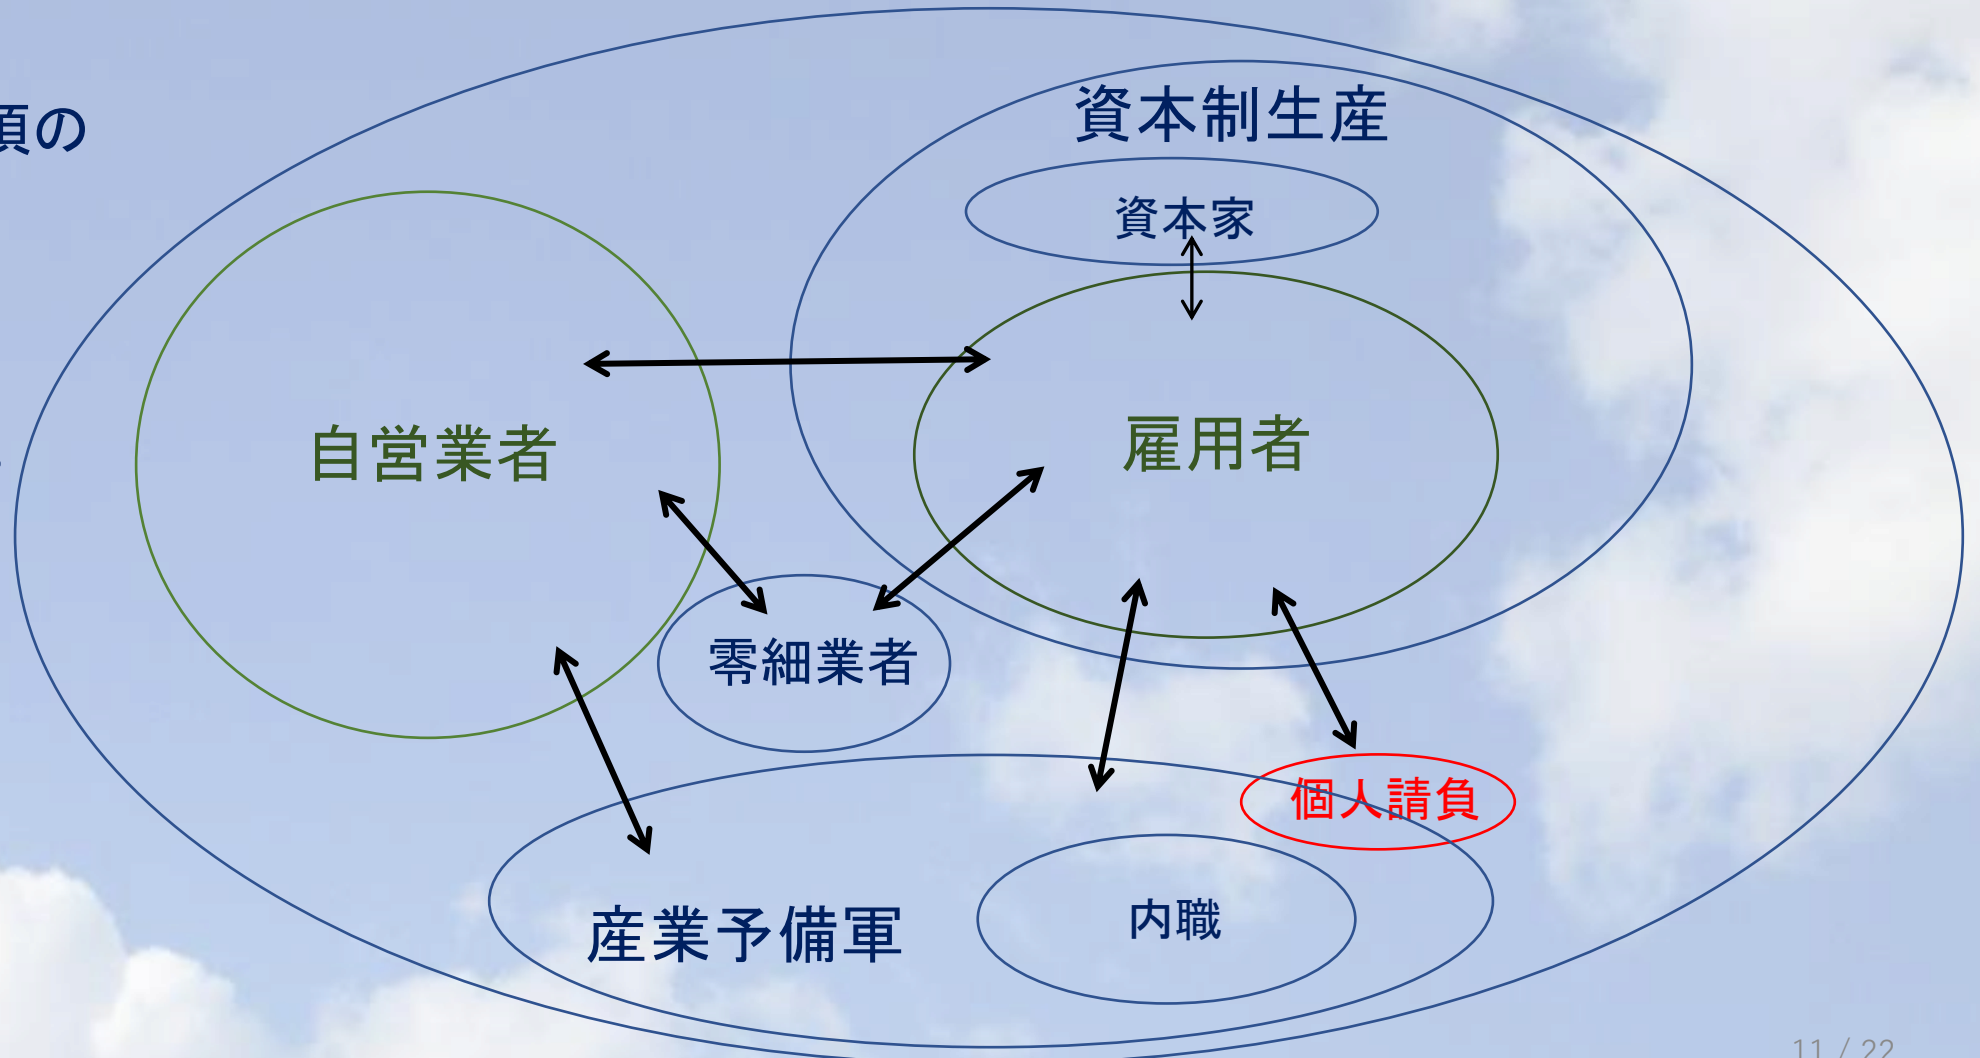 頃の
資本制生産
資本家
自営業者
雇用者
零細業者
個人請負
産業予備軍
内職
11 / 22